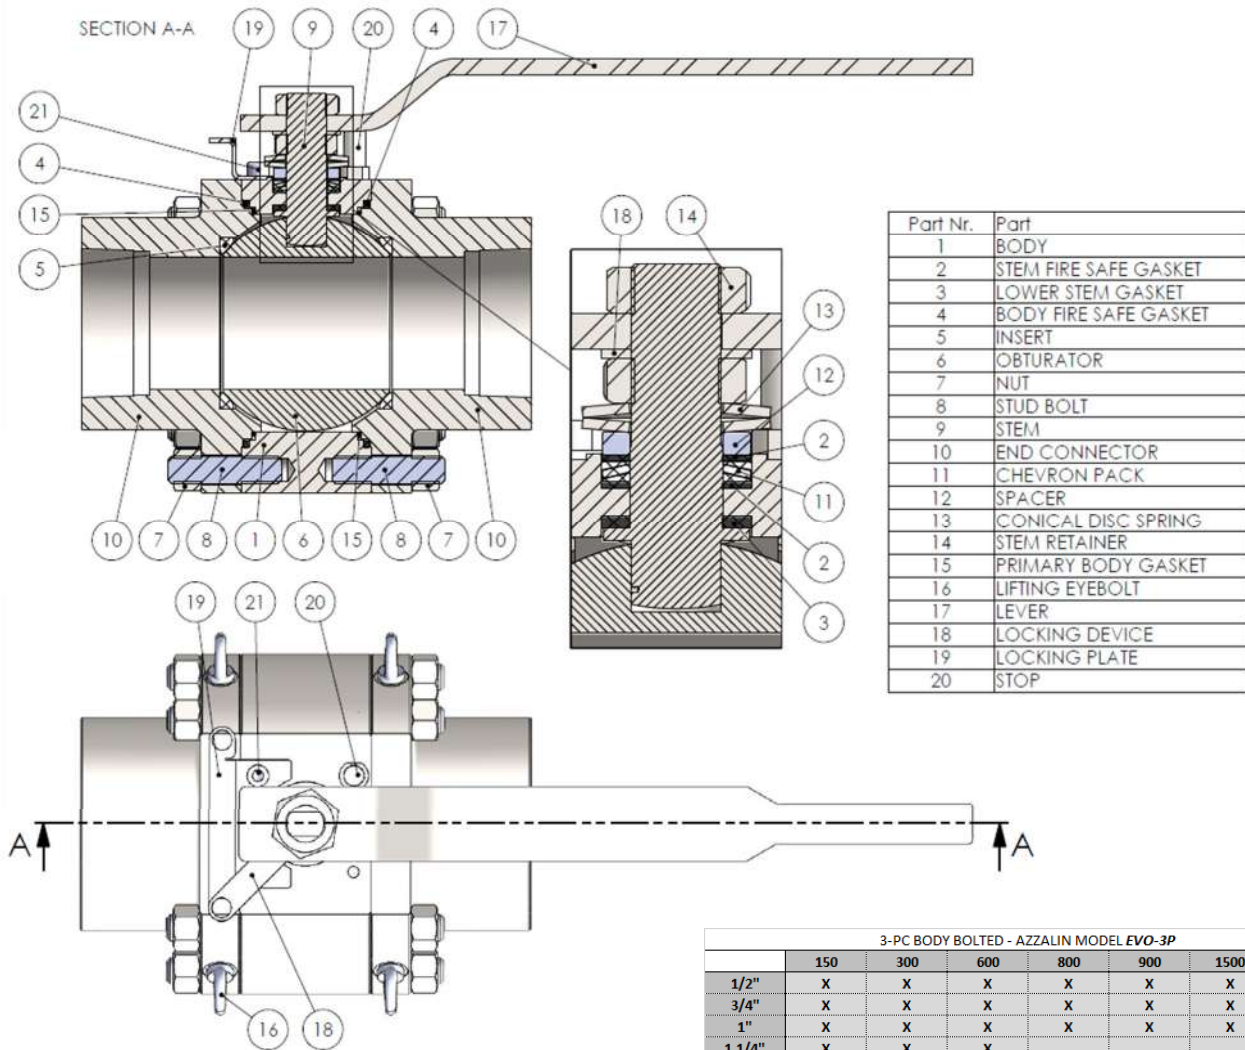 SECTION A-A
19 9 20 4 17
21
4
15
5
18 14
13
12
2
11
2
3
10 7 8 1 6 15 8 7 10
Part Nr. Part
1 BODY
2 STEM FIRE SAFE GASKET
3 LOWER STEM GASKET
4 BODY FIRE SAFE GASKET
5 INSERT
6 OBTURATOR
7 NUT
8 STUD BOLT
9 STEM
10 END CONNECTOR
11 CHEVRON PACK
12 SPACER
13 CONICAL DISC SPRING
14 STEM RETAINER
15 PRIMARY BODY GASKET
16 LIFTING EYEBOLT
17 LEVER
18 LOCKING DEVICE
19 LOCKING PLATE
20 STOP
19 21 20
A A
16 18
3-PC BODY BOLTED - AZZALIN MODEL EVO-3P
150 300 600 800 900 1500
1/2" X X X X X X
3/4" X X X X X X
1" X X X X X X
1 1/4" X X X